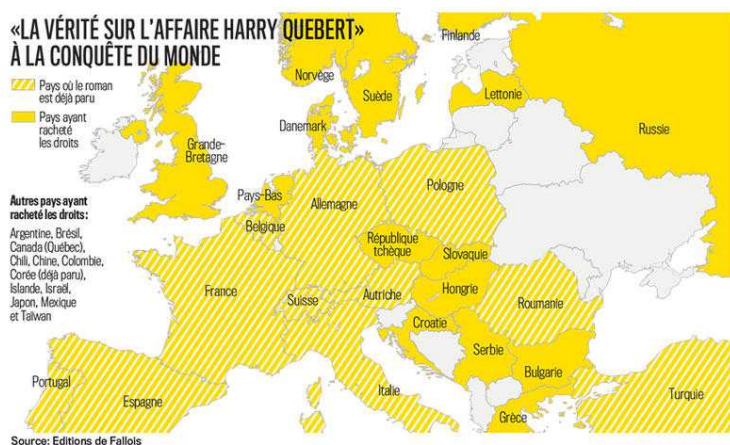 «LA VÉRITÉ SUR L'AFFAIRE HARRY QUEBERT»
À LA CONQUÊTE DU MONDE
Pays où le roman
est déjà paru
Pays ayant
racheté
les droits
Autres pays ayant
racheté les droits:
Argentine, Brésil,
Canada (Québec),
Chili, Chine, Colombie,
Corée (déjà paru),
Islande, Israël,
Japon, Mexique
et Taïwan
Finlande
Norvège
Suède
Lettonie
Russie
Danemark
Grande-
Bretagne
Pays-Bas
Pologne
Allemagne
Belgique
République
tchèque
Slovaquie
France
Suisse
Autriche
Hongrie
Roumanie
Croatie
Serbie
Bulgarie
Portugal
Espagne
Italie
Turquie
Grèce
Source: Editions de Fallois